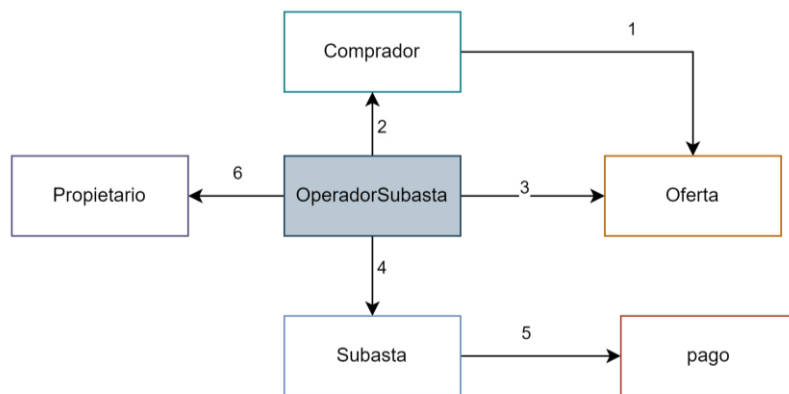 1
Comprador
2
6
3
Propietario
OperadorSubasta
Oferta
4
5
Subasta
pago